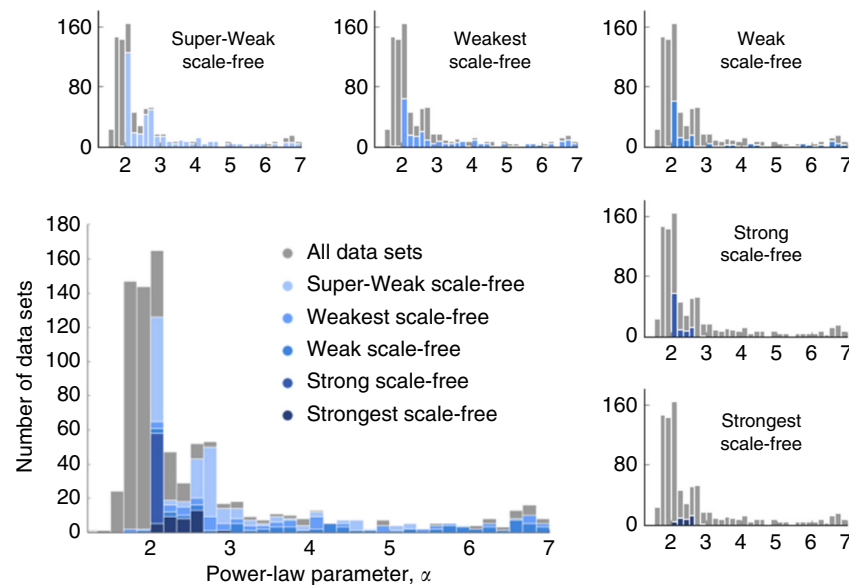 160
80
0
2 3 4 5 6 7
Super-Weak
scale-free
160
80
0
2 3 4 5 6 7
Weakest
scale-free
160
80
0
2 3 4 5 6 7
Weak
scale-free
180
160
140
120
100
80
60
40
20
0
2 3 4 5 6 7
Number of data sets
Power-law parameter, α
All data sets
Super-Weak scale-free
Weakest scale-free
Weak scale-free
Strong scale-free
Strongest scale-free
160
80
0
2 3 4 5 6 7
Strong
scale-free
160
80
0
2 3 4 5 6 7
Strongest
scale-free